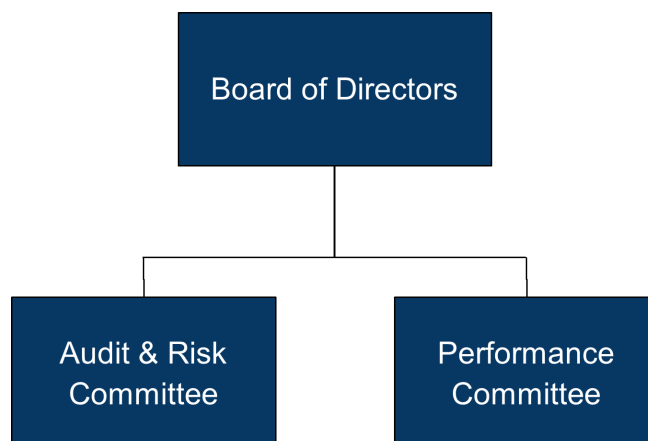 Board of Directors
Audit & Risk
Committee
Performance
Committee